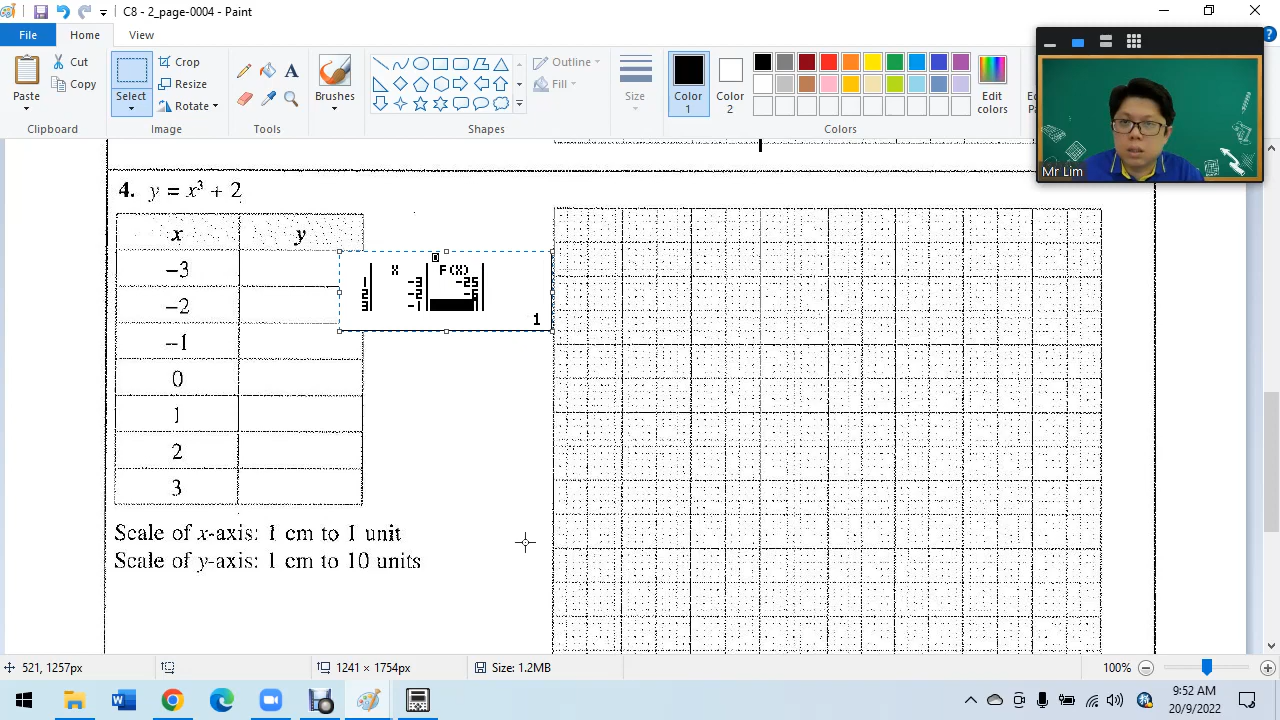 C8 - 2_page-0004 - Paint
File
Home
View
Paste
Cut
Copy
Clipboard
Select
Crop
Resize
Rotate
Image
A
Tools
Brushes
Shapes
Outline
Fill
Size
Color 1
Color 2
Colors
Edit colors
Mr Lim
4. y = x³ + 2
x y
−3
−2
−1
0
1
2
3
X F(X)
1 -3 -25
2 -2 -6
3 -1
1
Scale of x-axis: 1 cm to 1 unit
Scale of y-axis: 1 cm to 10 units
521, 1257px
1241 × 1754px
Size: 1.2MB
100%
9:52 AM
20/9/2022